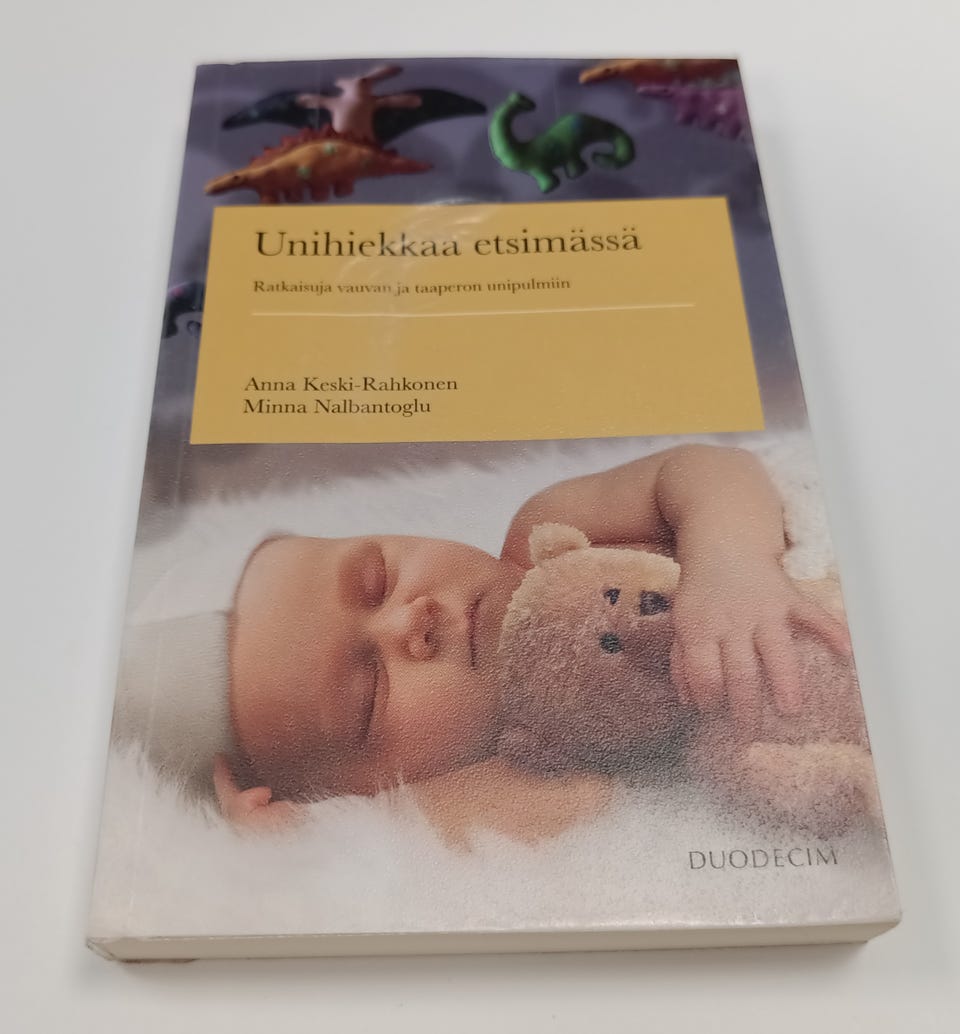 Unihiekkaa etsimässä
Ratkaisuja vauvan ja taaperon unipulmiin
Anna Keski-Rahkonen
Minna Nalbantoglu
DUODECIM